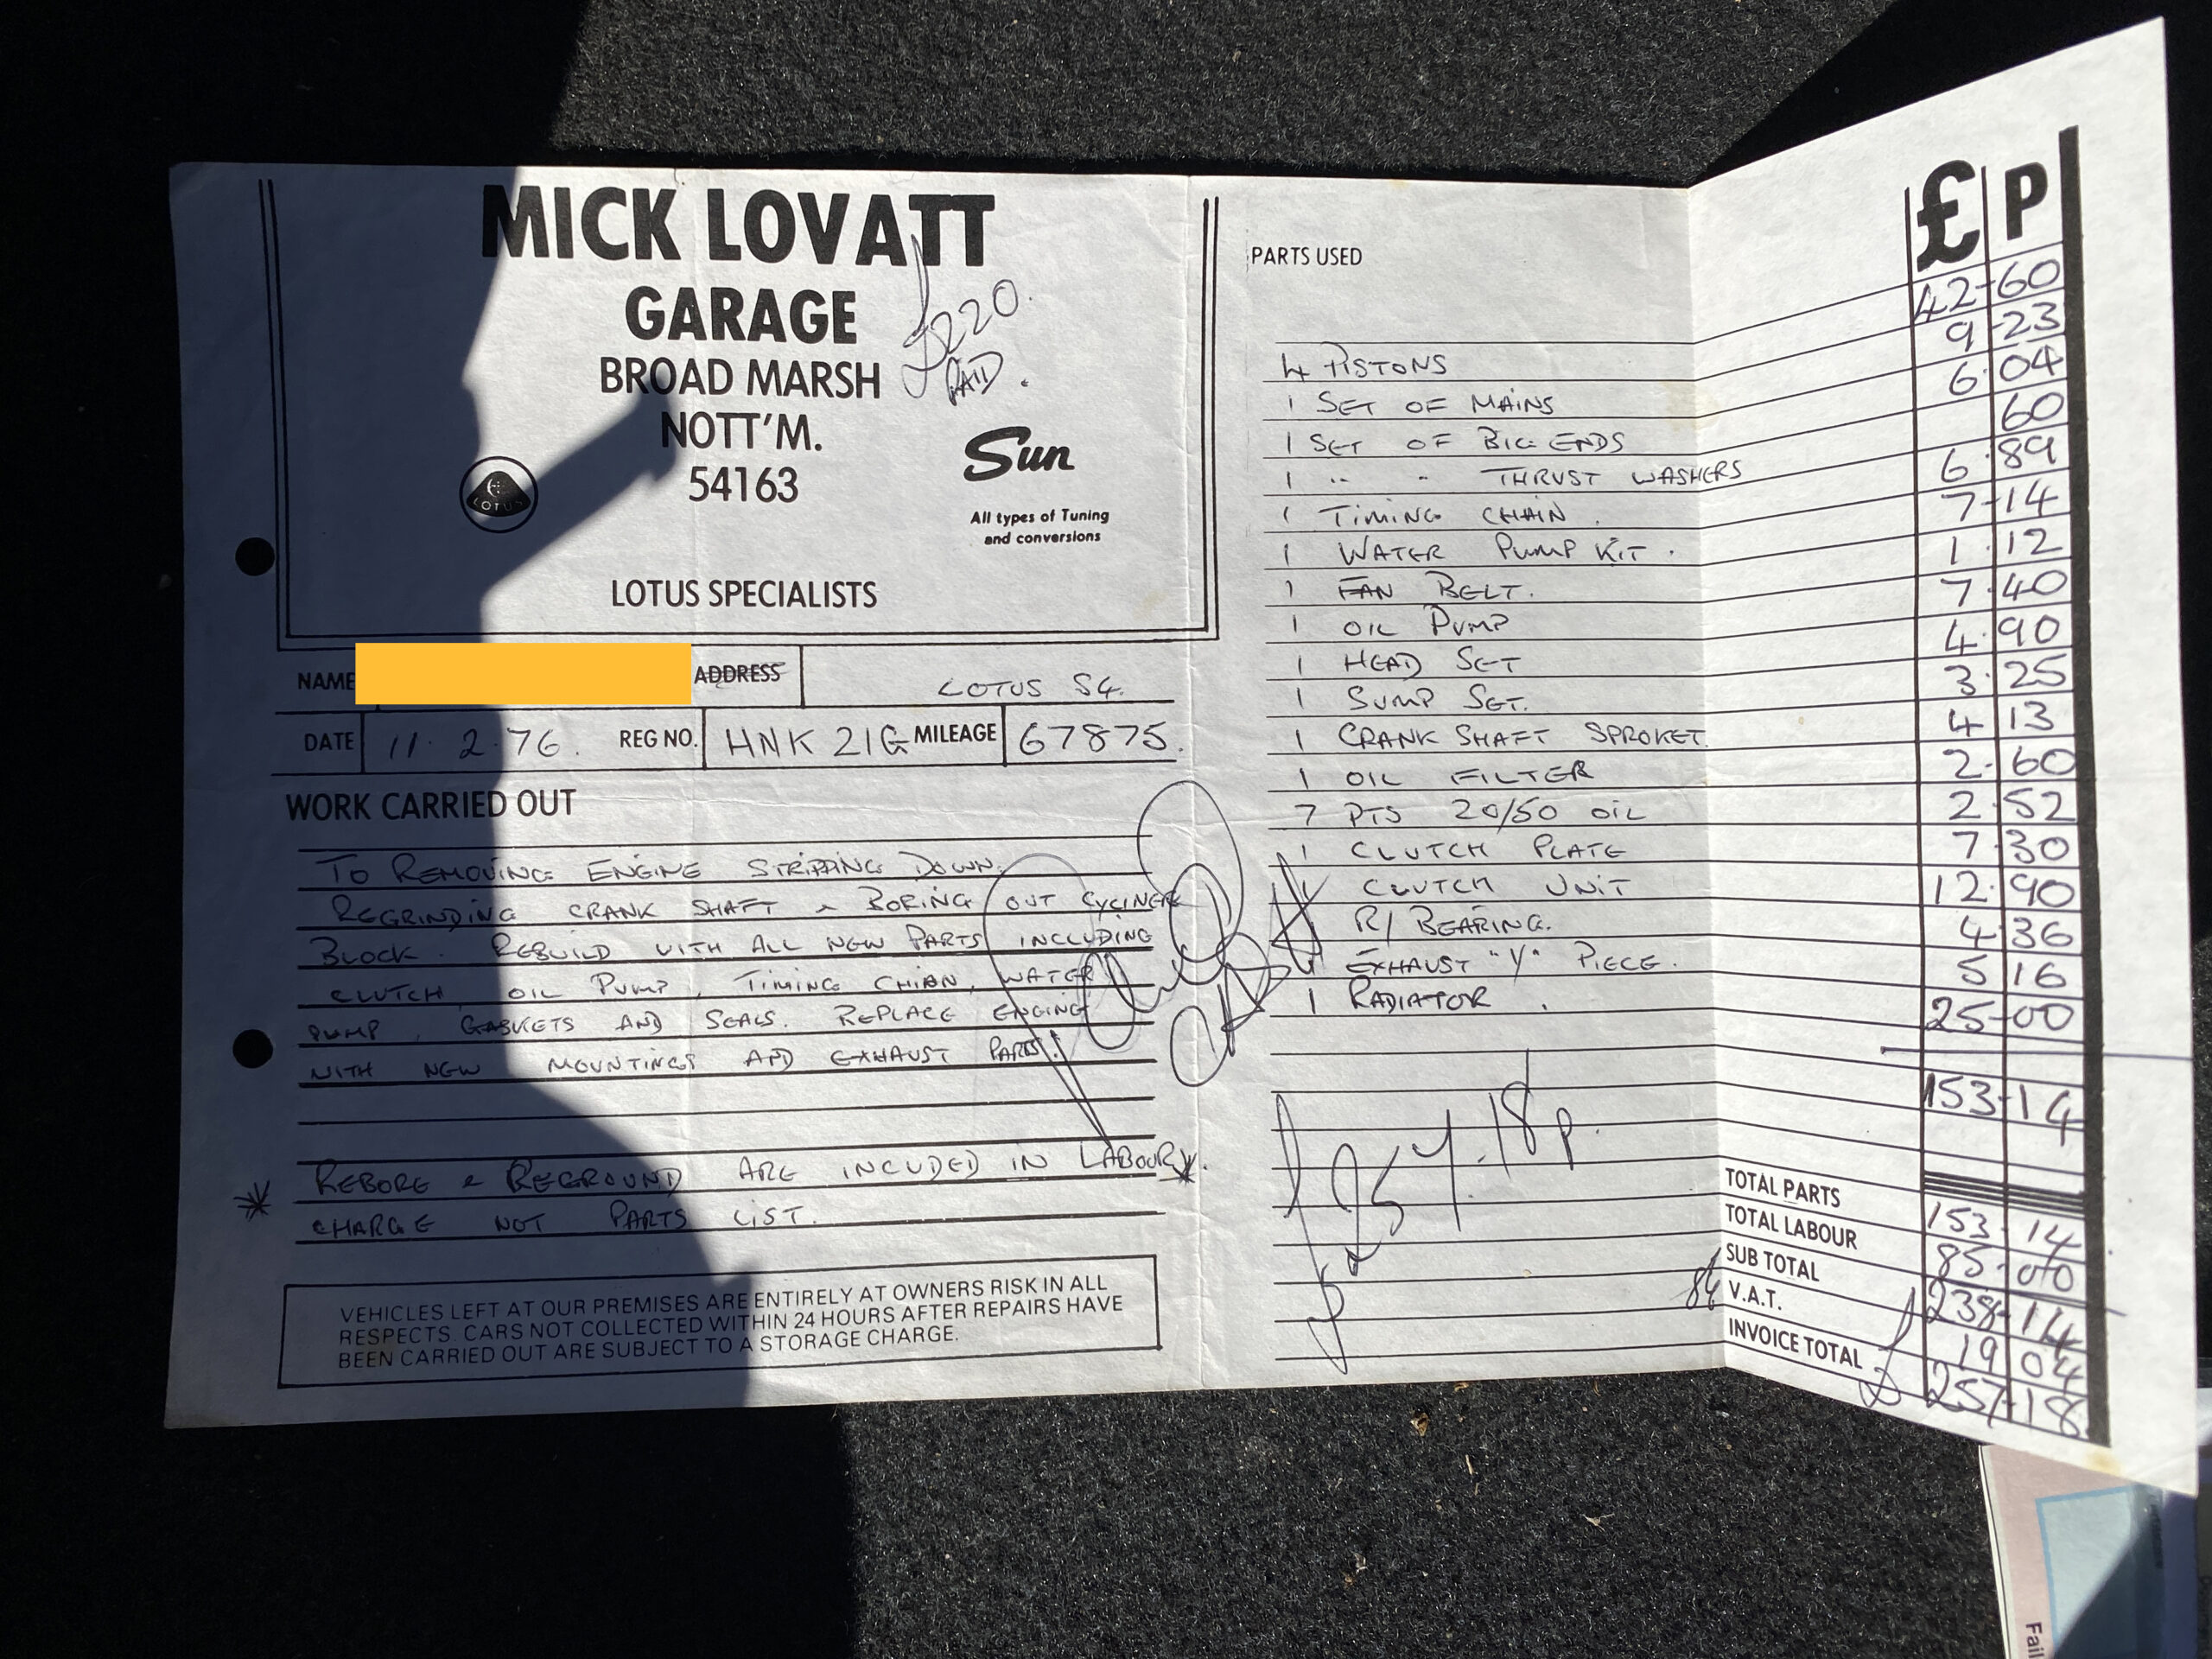 MICK LOVATT
GARAGE
BROAD MARSH
NOTT'M.
54163
£220.
PAID.
LOTUS
Sun
All types of Tuning
and conversions
LOTUS SPECIALISTS
NAME
ADDRESS
LOTUS S4.
DATE 11.2.76. REG NO. HNK 21G MILEAGE 67875.
WORK CARRIED OUT
TO REMOVING ENGINE STRIPPING DOWN.
REGRINDING CRANK SHAFT & BORING OUT CYCINER
BLOCK. REBUILD WITH ALL NEW PARTS INCLUDING
CLUTCH, OIL PUMP, TIMING CHIAN, WATER
PUMP, GASKETS AND SEALS. REPLACE ENGINE
WITH NEW MOUNTINGS AND EXHAUST PARTS.
REBORE & REGROUND ARE INCUDED IN LABOUR *.
* CHARGE NOT PARTS LIST.
VEHICLES LEFT AT OUR PREMISES ARE ENTIRELY AT OWNERS RISK IN ALL
RESPECTS. CARS NOT COLLECTED WITHIN 24 HOURS AFTER REPAIRS HAVE
BEEN CARRIED OUT ARE SUBJECT TO A STORAGE CHARGE.
PARTS USED £ P
4 PISTONS 42-60
1 SET OF MAINS 9-23
1 SET OF BIG ENDS 6.04
1 " " THRUST WASHERS 60
1 TIMING CHAIN. 6.89
1 WATER PUMP KIT. 7-14
1 FAN BELT. 1.12
1 OIL PUMP 7.40
1 HEAD SET 4.90
1 SUMP SET. 3.25
1 CRANK SHAFT SPROKET. 4.13
1 OIL FILTER 2.60
7 PTS 20/50 OIL 2.52
1 CLUTCH PLATE 7.30
1 CLUTCH UNIT 12.90
R/BEARING. 4.36
1 EXHAUST "Y" PIECE. 5.16
1 RADIATOR. 25-00
153-14
£257.18p.
TOTAL PARTS 153-14
TOTAL LABOUR 85-00
SUB TOTAL 238-14
8% V.A.T. 19.04
INVOICE TOTAL £257-18
Fail